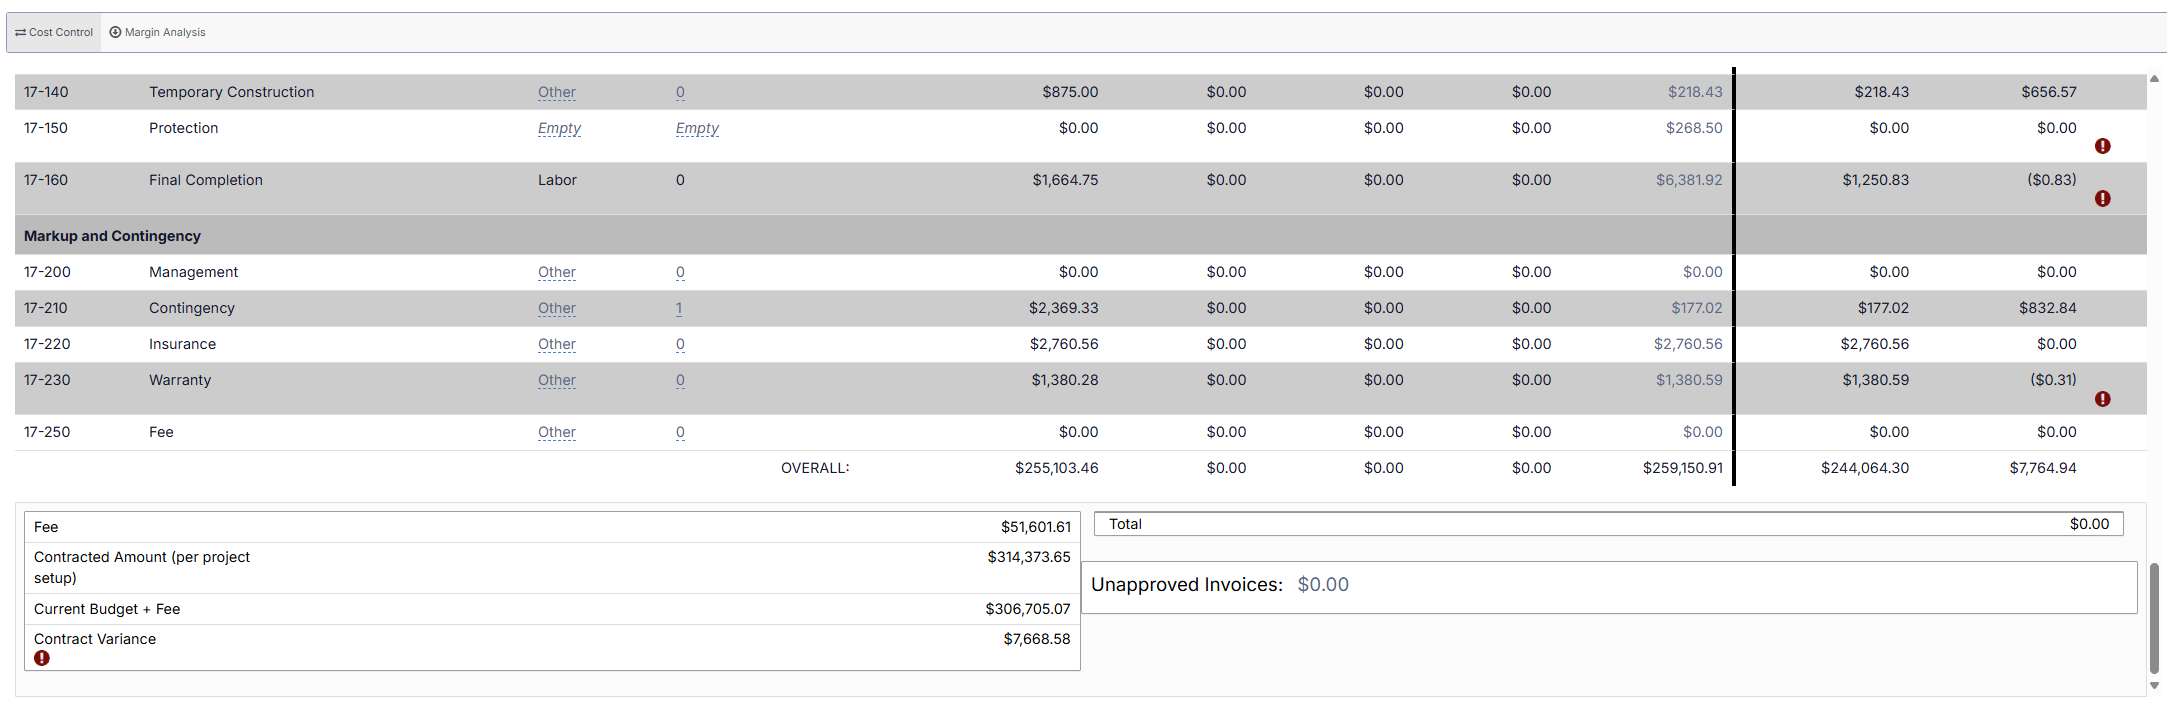 Cost Control Margin Analysis
17-140 Temporary Construction Other 0 $875.00 $0.00 $0.00 $0.00 $218.43 $218.43 $656.57
17-150 Protection Empty Empty $0.00 $0.00 $0.00 $0.00 $268.50 $0.00 $0.00
17-160 Final Completion Labor 0 $1,664.75 $0.00 $0.00 $0.00 $6,381.92 $1,250.83 ($0.83)
Markup and Contingency
17-200 Management Other 0 $0.00 $0.00 $0.00 $0.00 $0.00 $0.00 $0.00
17-210 Contingency Other 1 $2,369.33 $0.00 $0.00 $0.00 $177.02 $177.02 $832.84
17-220 Insurance Other 0 $2,760.56 $0.00 $0.00 $0.00 $2,760.56 $2,760.56 $0.00
17-230 Warranty Other 0 $1,380.28 $0.00 $0.00 $0.00 $1,380.59 $1,380.59 ($0.31)
17-250 Fee Other 0 $0.00 $0.00 $0.00 $0.00 $0.00 $0.00 $0.00
OVERALL: $255,103.46 $0.00 $0.00 $0.00 $259,150.91 $244,064.30 $7,764.94
Fee $51,601.61
Contracted Amount (per project $314,373.65
setup)
Current Budget + Fee $306,705.07
Contract Variance $7,668.58
Total $0.00
Unapproved Invoices: $0.00